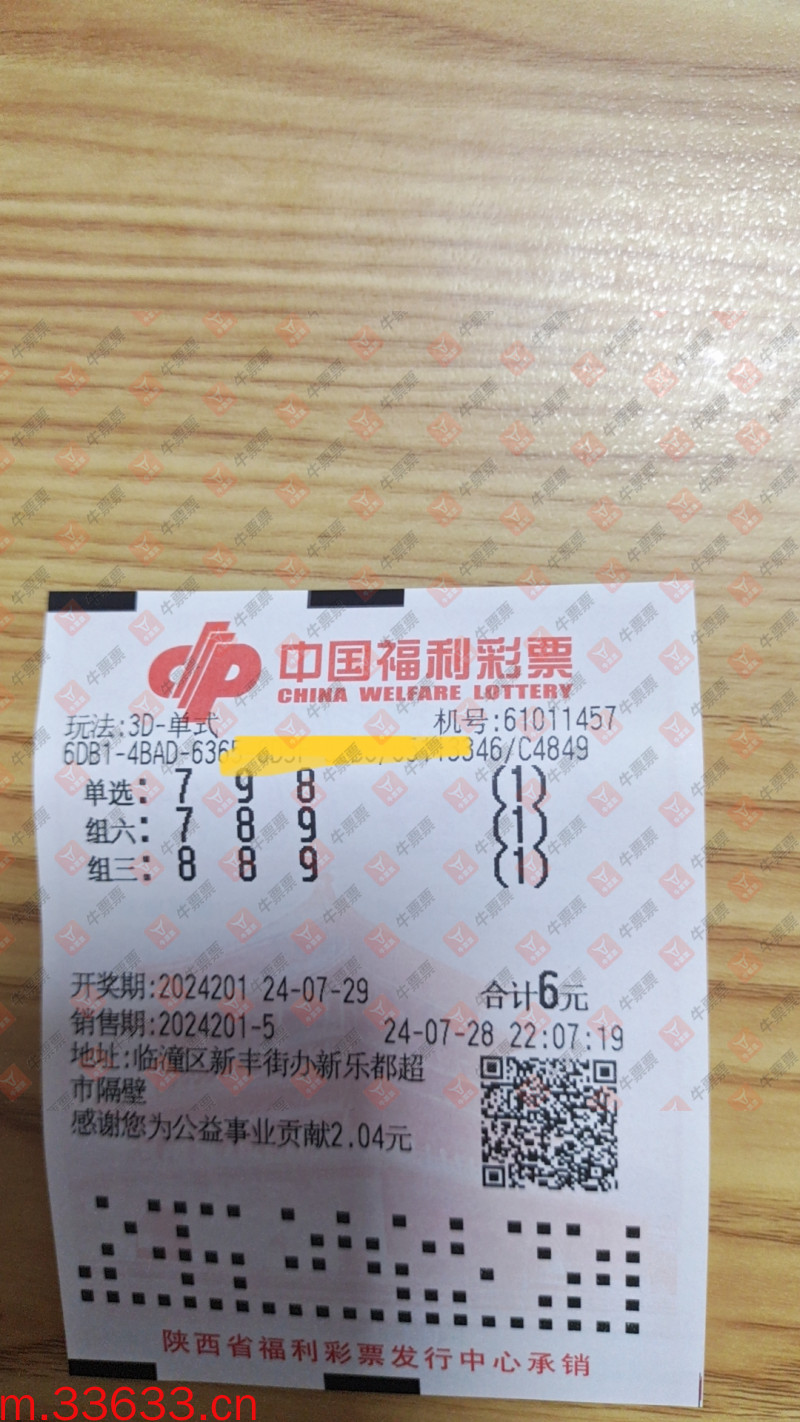 中国福利彩票
CHINA WELFARE LOTTERY
玩法:3D-单式 机号:61011457
6DB1-4BAD-6365 346/C4849
单选: 7 9 8 (1)
组六: 7 8 9 (1)
组三: 8 8 9 (1)
开奖期:2024201 24-07-29 合计6元
销售期:2024201-5 24-07-28 22:07:19
地址:临潼区新丰街办新乐都超
市隔壁
感谢您为公益事业贡献2.04元
陕西省福利彩票发行中心承销
m.33633.cn
牛票票